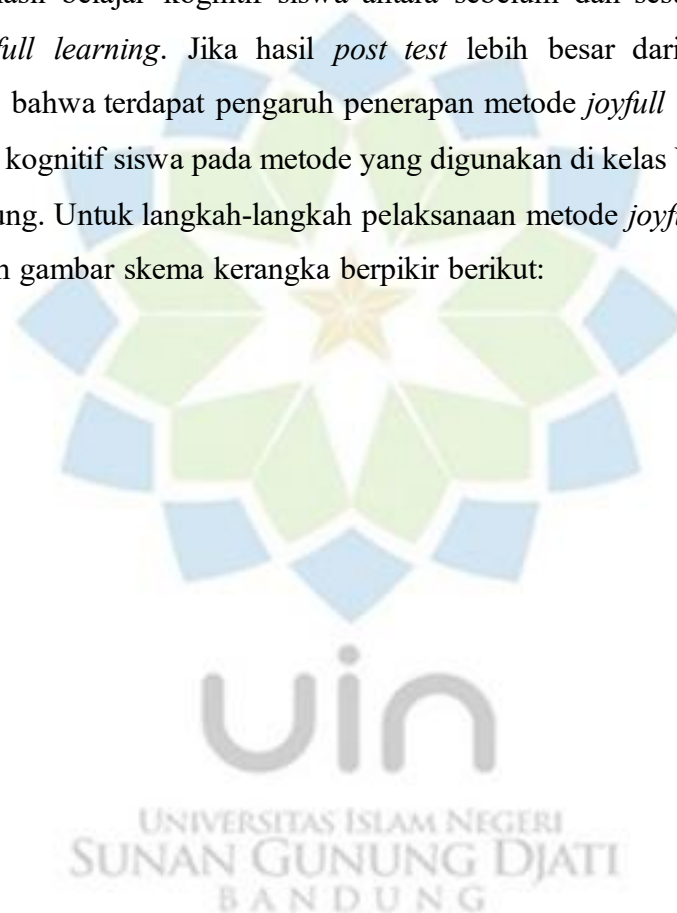 hasil belajar kognitif siswa antara sebelum dan
full learning. Jika hasil post test lebih besar dari
bahwa terdapat pengaruh penerapan metode joyfull
kognitif siswa pada metode yang digunakan di kelas
ung. Untuk langkah-langkah pelaksanaan metode
gambar skema kerangka berpikir berikut:
uin
UNIVERSITAS ISLAM NEGERI
SUNAN GUNUNG DJATI
BANDUNG